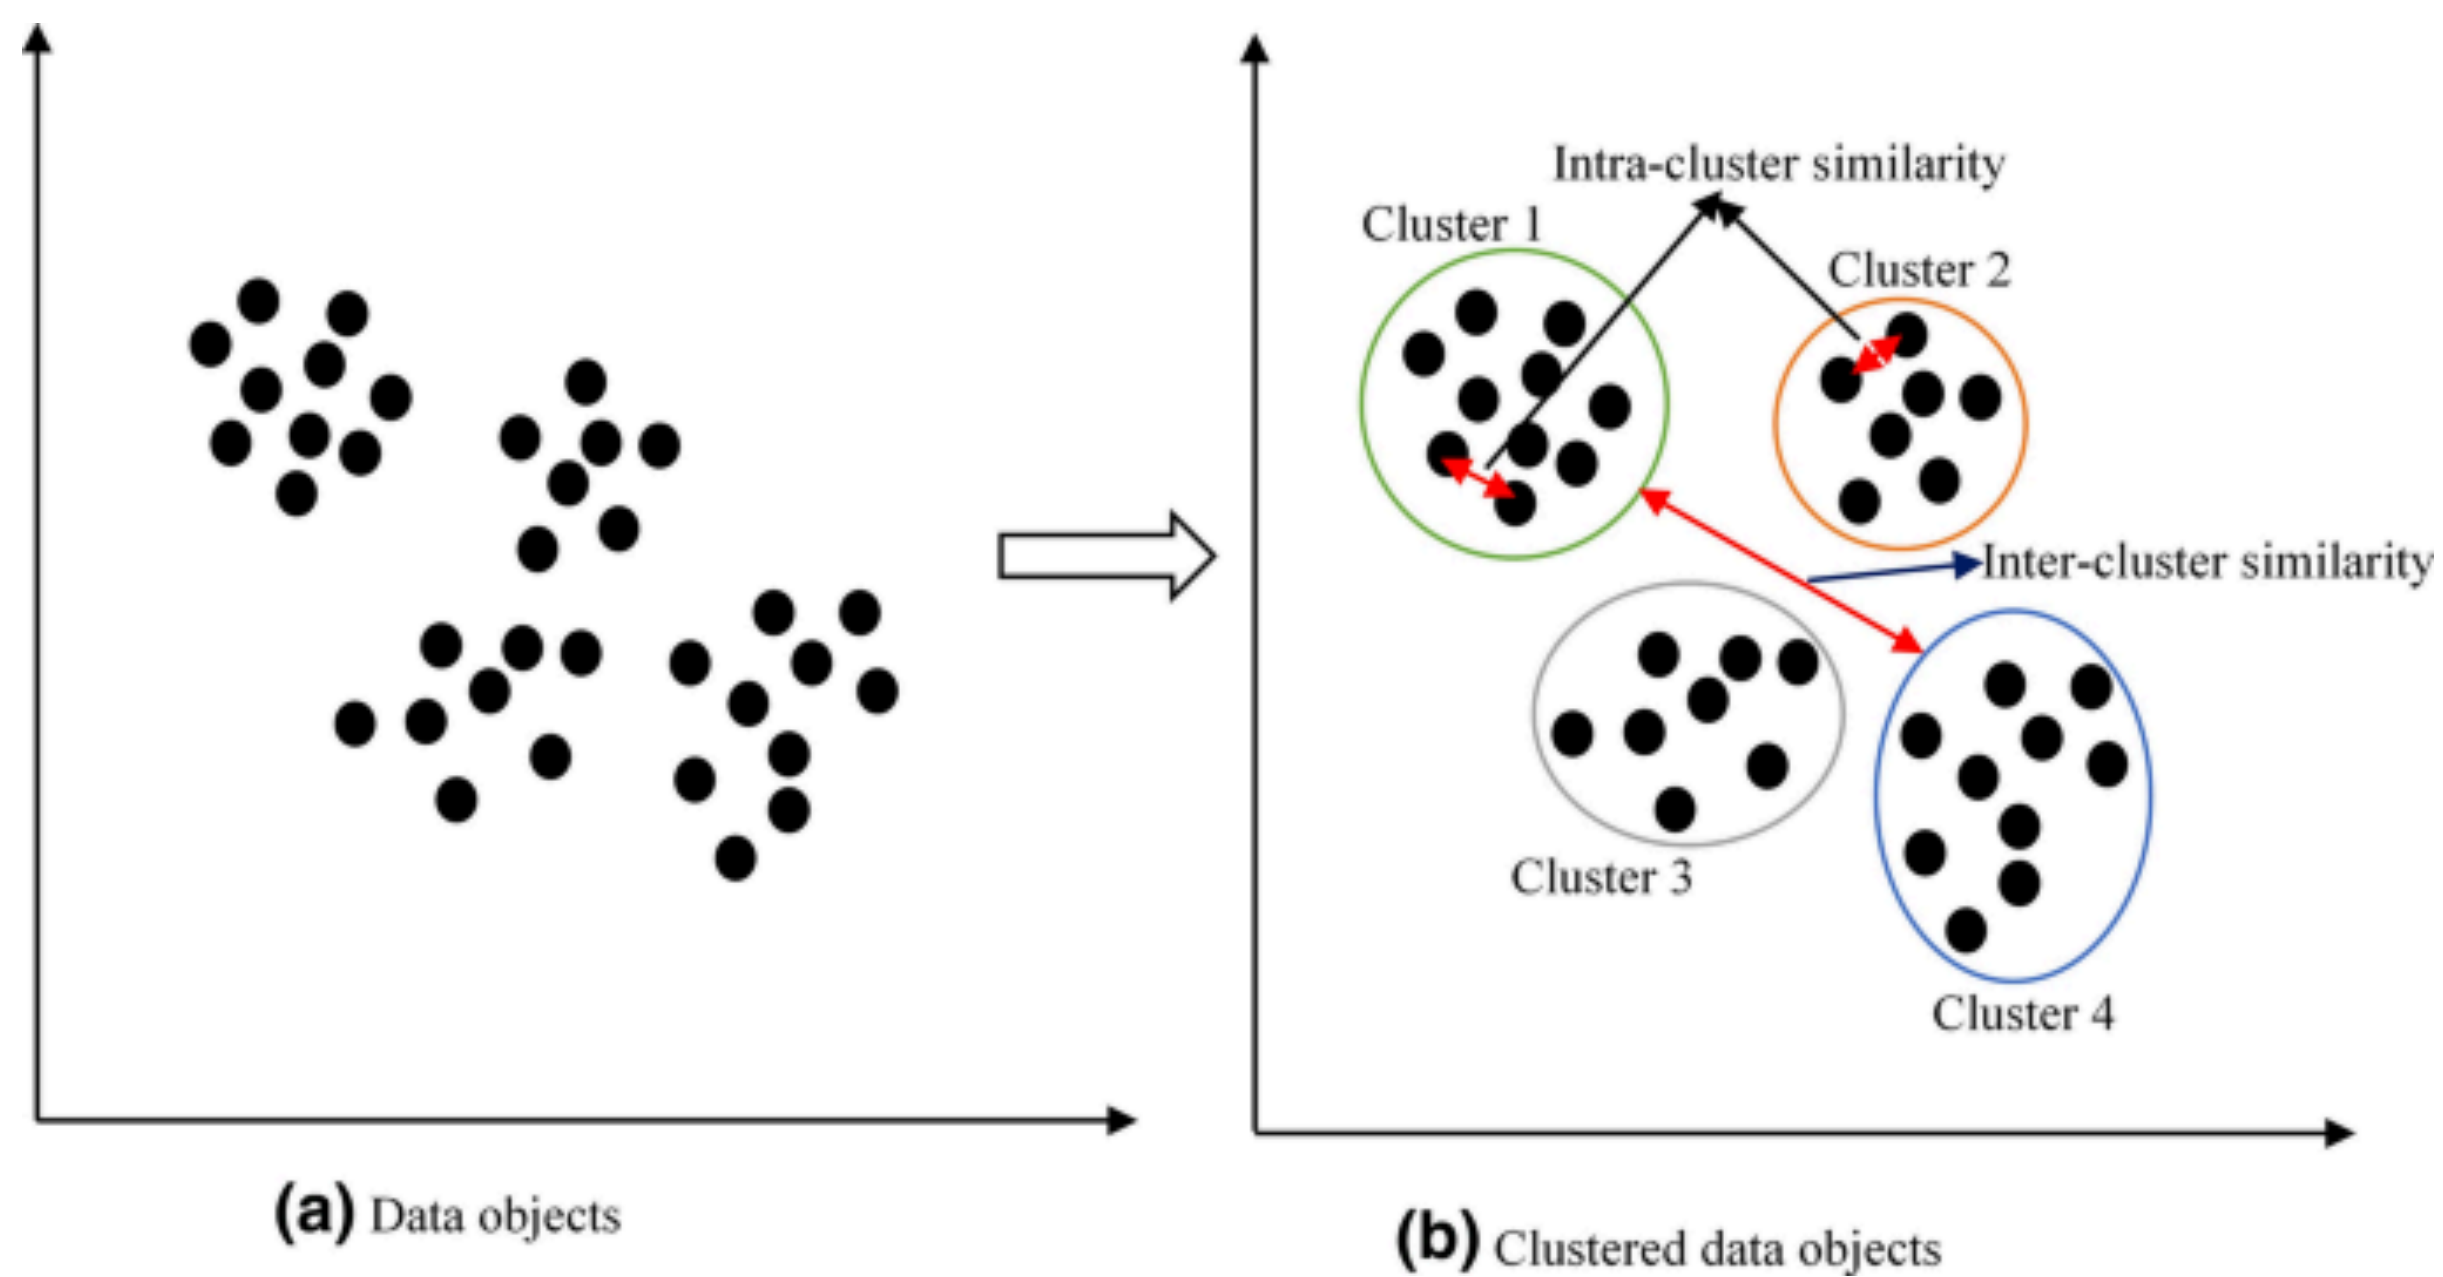 Intra-cluster similarity
Cluster 1
Cluster 2
Inter-cluster similarity
Cluster 3
Cluster 4
(a) Data objects
(b) Clustered data objects